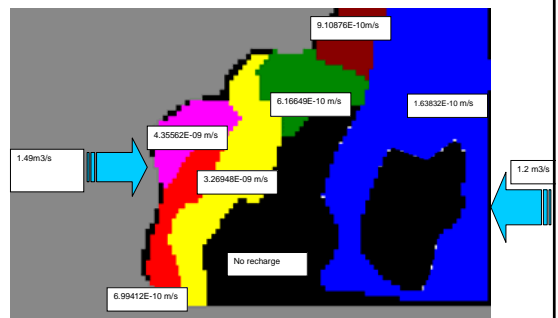 9.10876E-10m/s
6.16649E-10 m/s
1.63832E-10 m/s
4.35562E-09 m/s
1.49m3/s
1.2 m3/s
3.26948E-09 m/s
No recharge
6.99412E-10 m/s